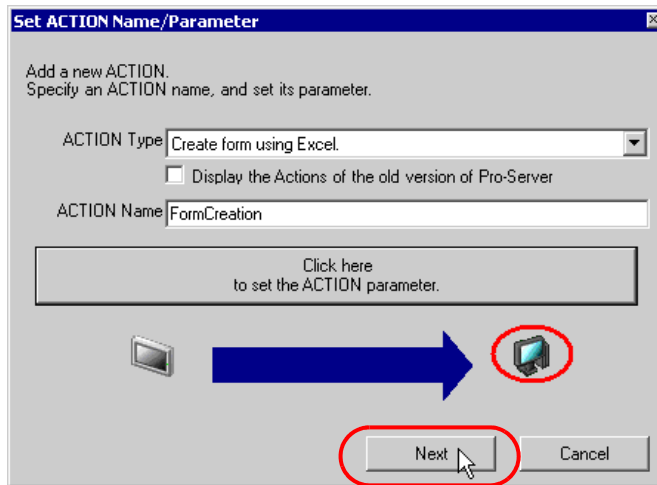 Set ACTION Name/Parameter
Add a new ACTION.
Specify an ACTION name, and set its parameter.
ACTION Type Create form using Excel.
Display the Actions of the old version of Pro-Server
ACTION Name FormCreation
Click here
to set the ACTION parameter.
Next Cancel